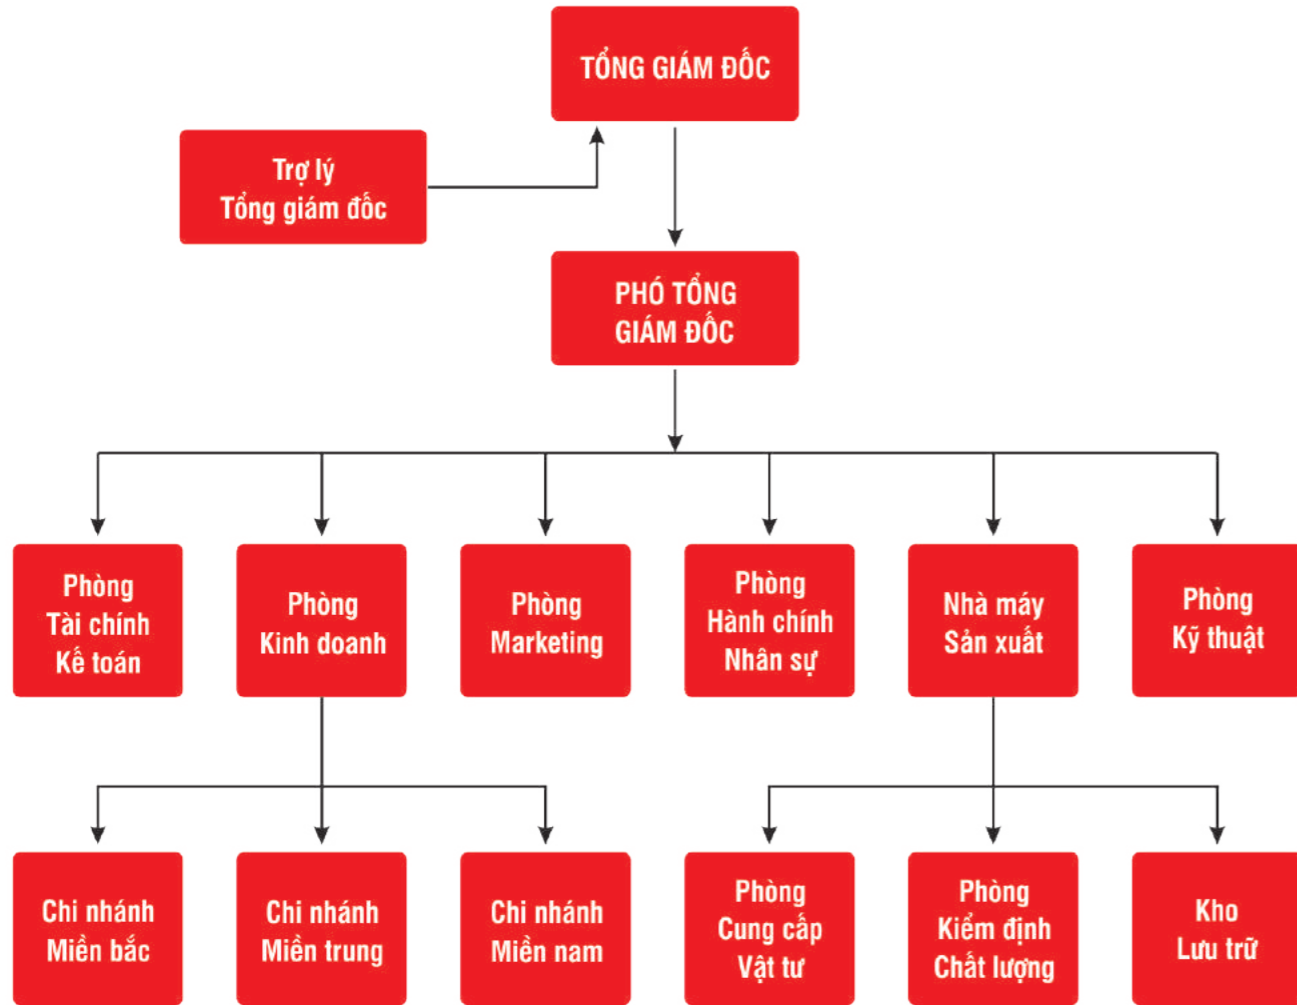 TỔNG GIÁM ĐỐC
Trợ lý
Tổng giám đốc
PHÓ TỔNG
GIÁM ĐỐC
Phòng
Tài chính
Kế toán
Phòng
Kinh doanh
Phòng
Marketing
Phòng
Hành chính
Nhân sự
Nhà máy
Sản xuất
Phòng
Kỹ thuật
Chi nhánh
Miền bắc
Chi nhánh
Miền trung
Chi nhánh
Miền nam
Phòng
Cung cấp
Vật tư
Phòng
Kiểm định
Chất lượng
Kho
Lưu trữ